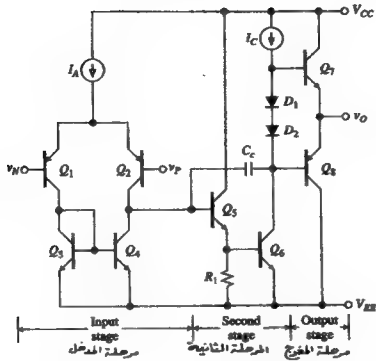 V_CC
I_C
I_A
Q_7
D_1
v_O
D_2
v_N
Q_1
Q_2
v_P
C_c
Q_8
Q_5
Q_3
Q_4
Q_6
R_1
V_EE
Input stage
Second stage
Output stage
مرحلة المدخل
المرحلة الثانية
مرحلة المخرج